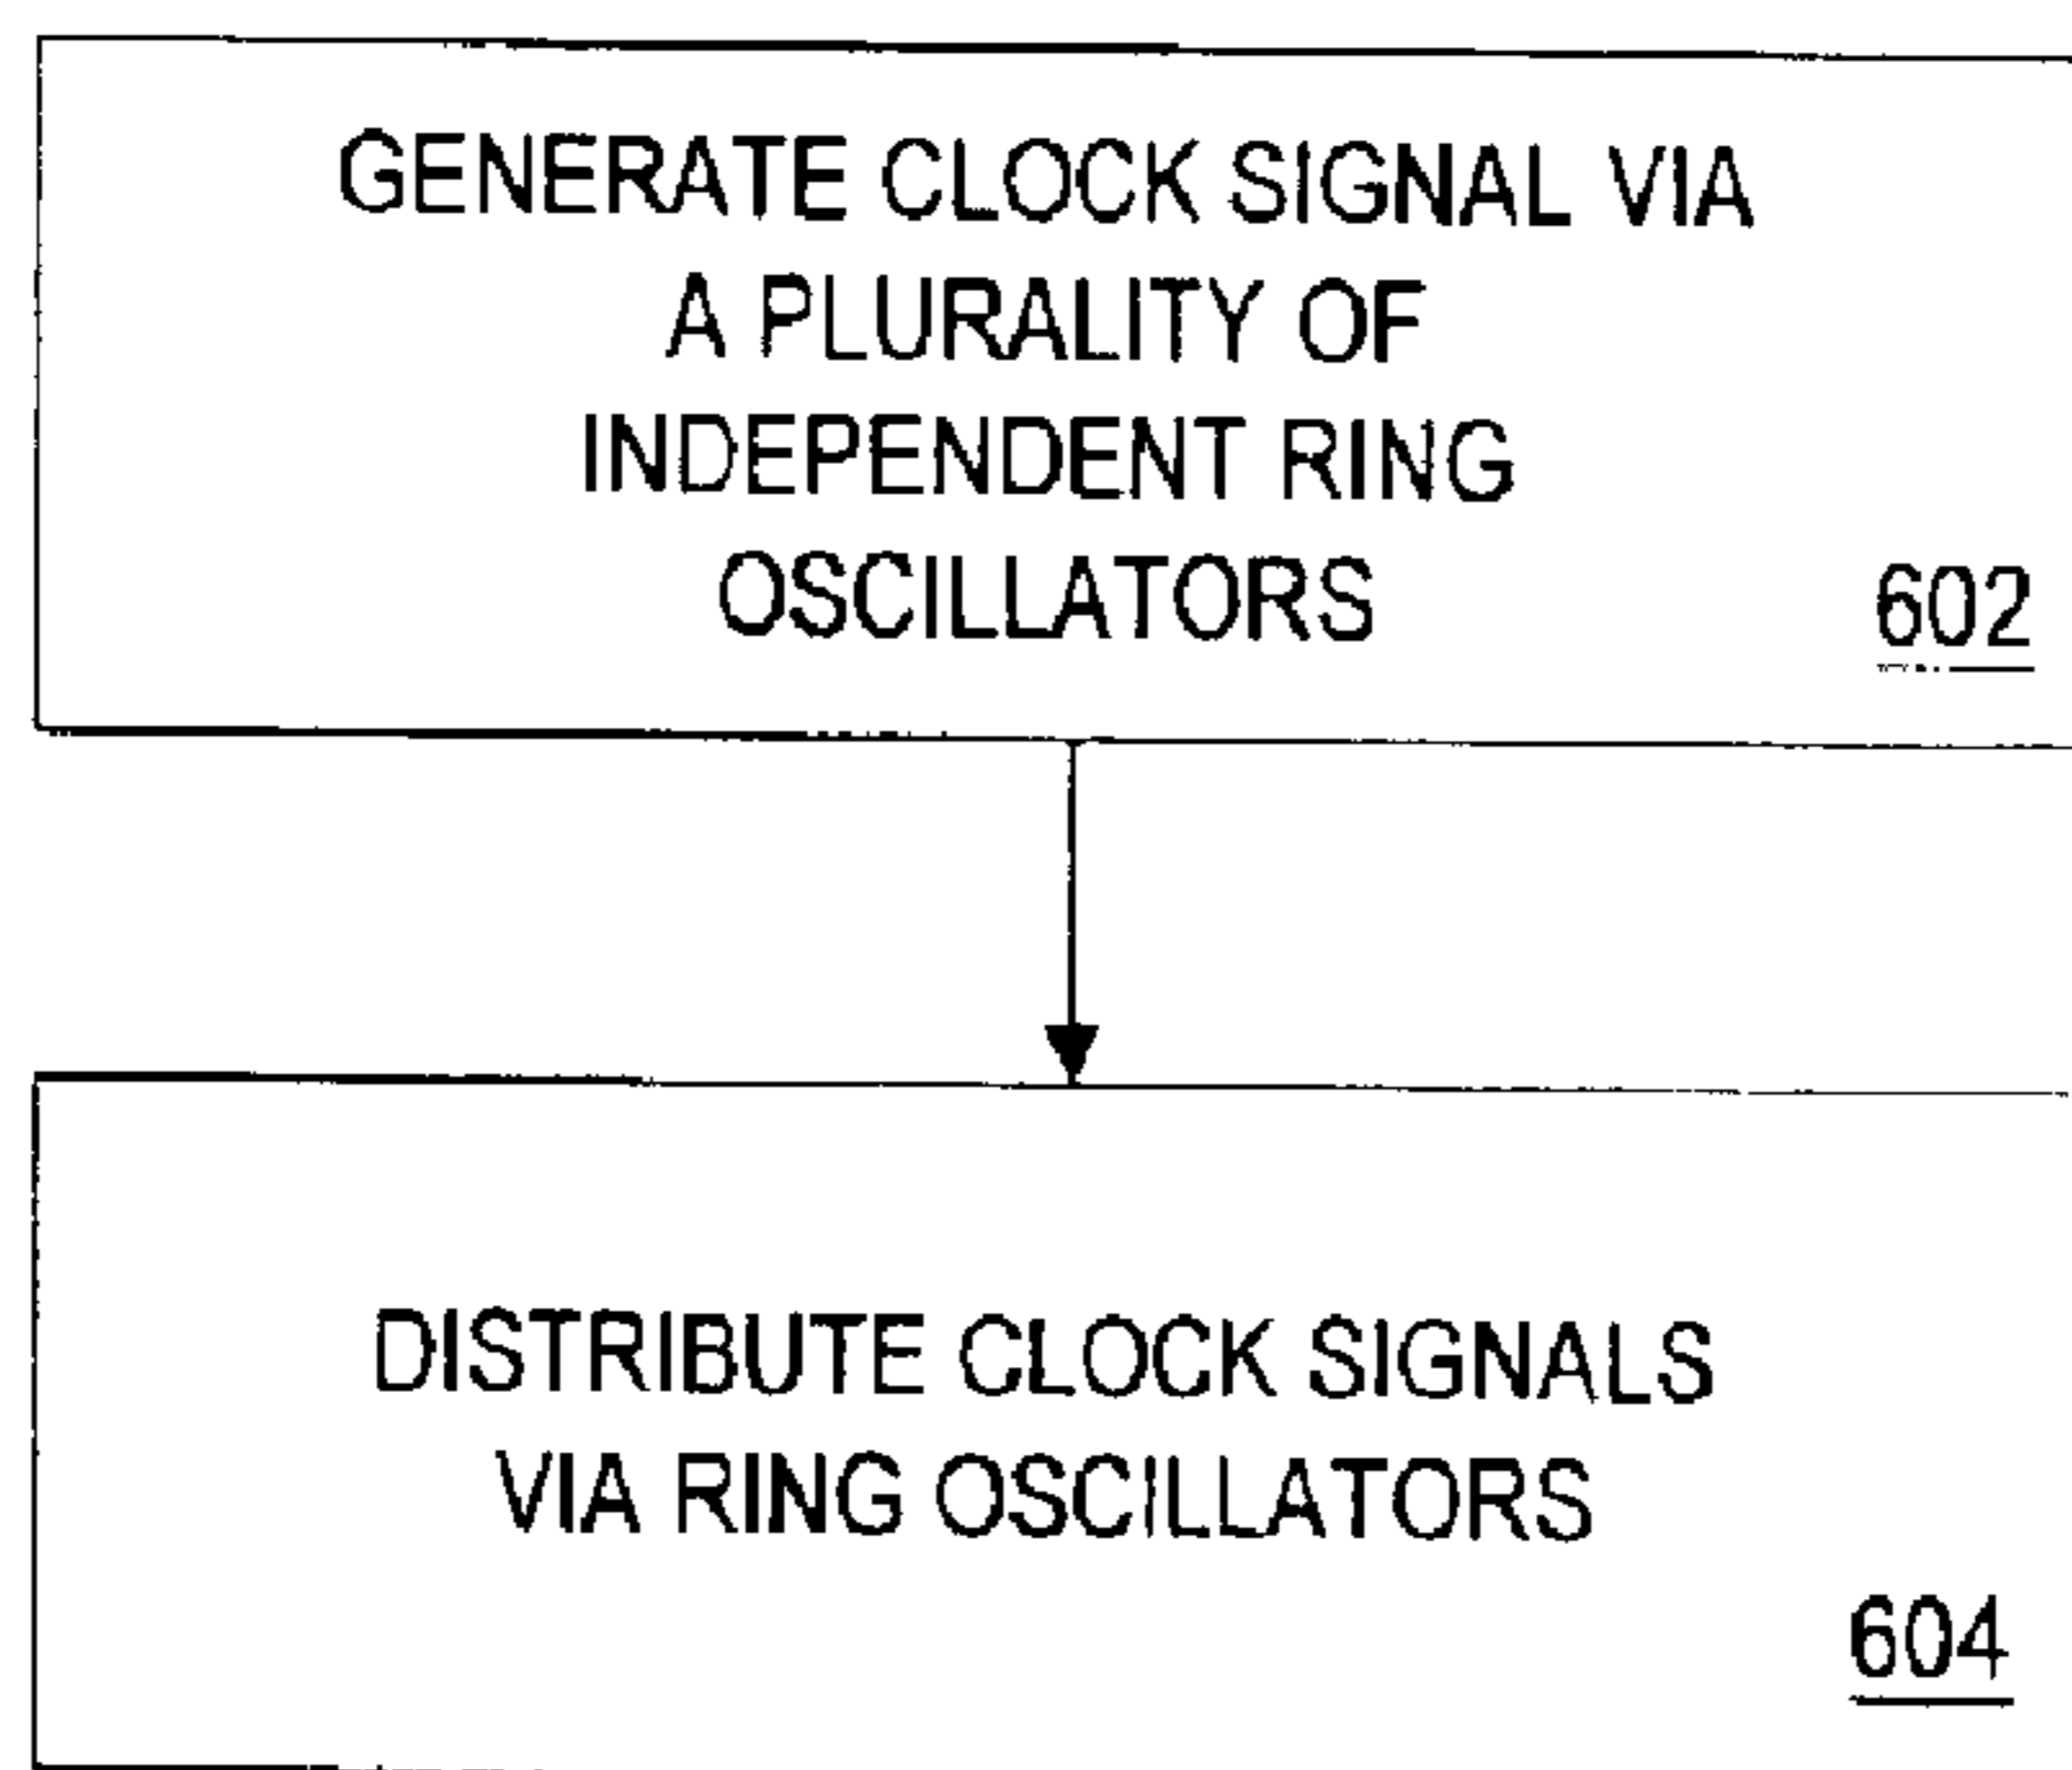 GENERATE CLOCK SIGNAL VIA
A PLURALITY OF
INDEPENDENT RING
OSCILLATORS
602
DISTRIBUTE CLOCK SIGNALS
VIA RING OSCILLATORS
604